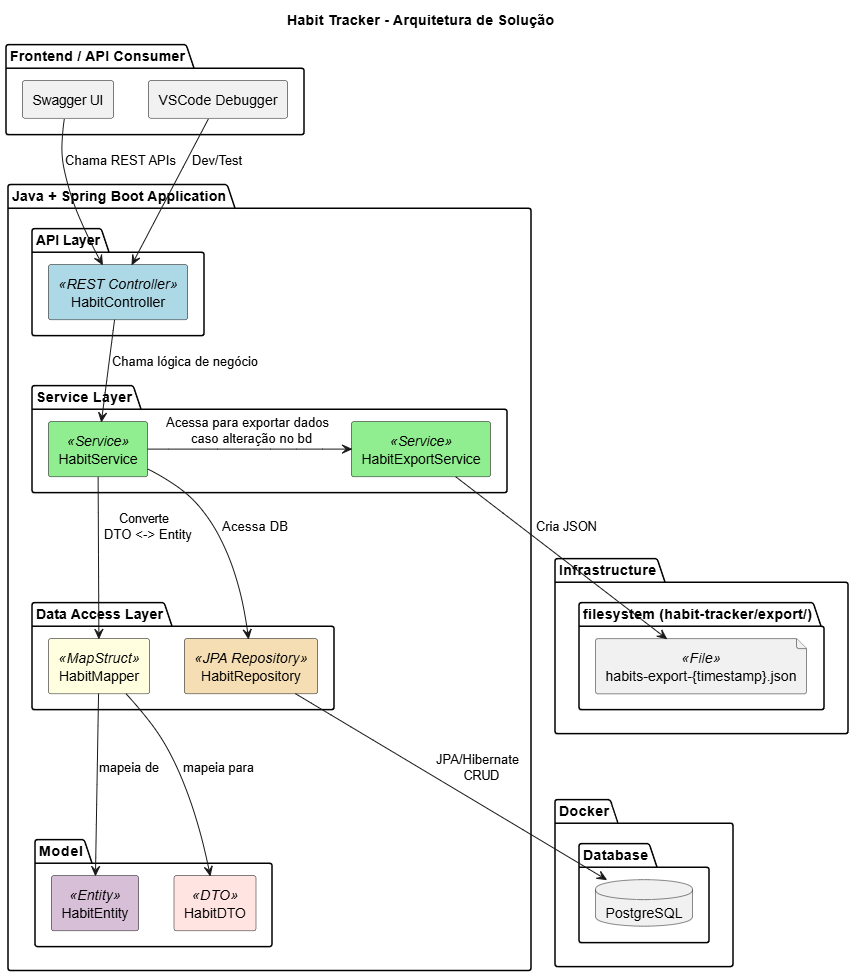 Habit Tracker - Arquitetura de Solução
Frontend / API Consumer
Swagger UI
VSCode Debugger
Chama REST APIs
Dev/Test
Java + Spring Boot Application
API Layer
«REST Controller»
HabitController
Chama lógica de negócio
Service Layer
«Service»
HabitService
Acessa para exportar dados
caso alteração no bd
«Service»
HabitExportService
Converte
DTO <-> Entity
Acessa DB
Cria JSON
Infrastructure
filesystem (habit-tracker/export/)
«File»
habits-export-{timestamp}.json
Data Access Layer
«MapStruct»
HabitMapper
«JPA Repository»
HabitRepository
mapeia de
mapeia para
JPA/Hibernate
CRUD
Docker
Database
PostgreSQL
Model
«Entity»
HabitEntity
«DTO»
HabitDTO